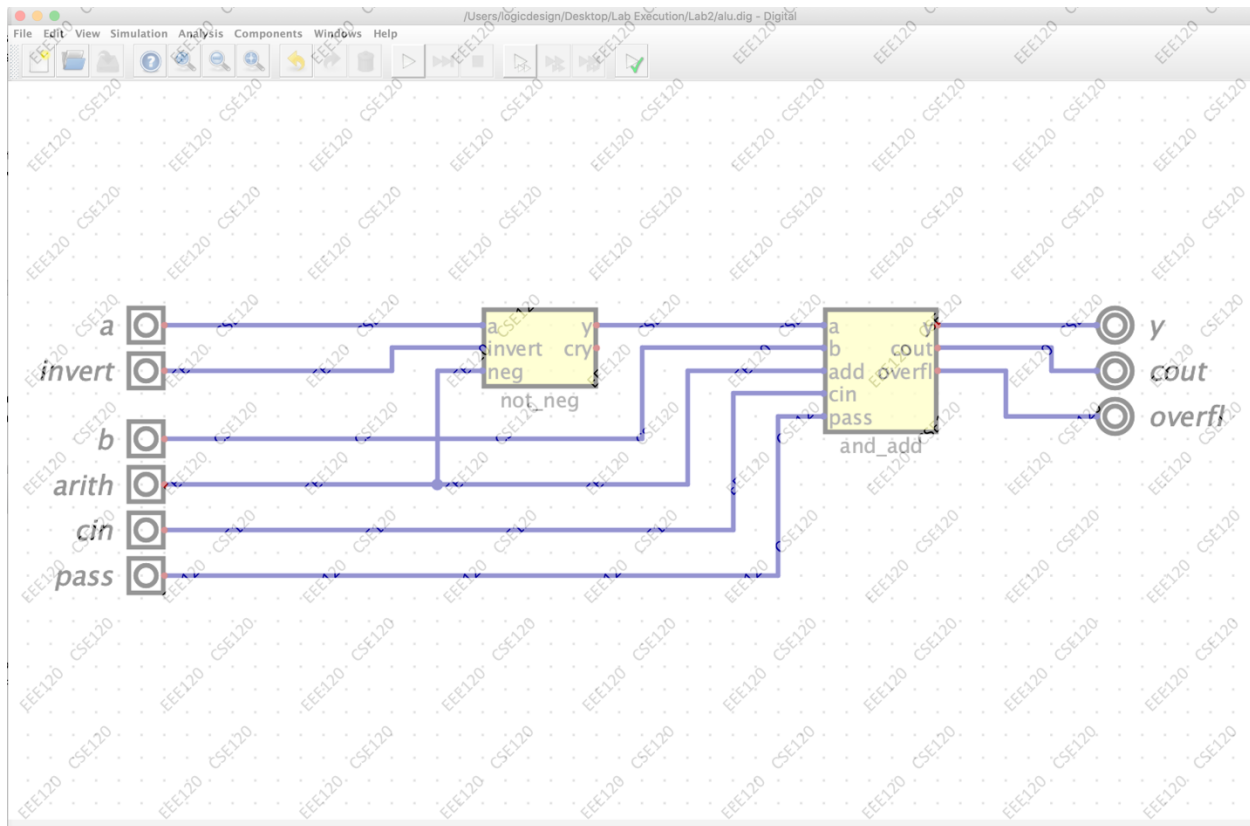 /Users/logicdesign/Desktop/Lab Execution/Lab2/alu.dig - Digital
File Edit View Simulation Analysis Components Windows Help
a
invert
b
arith
cin
pass
a y
invert cry
neg
not_neg
a y
b cout
add overfl
cin
pass
and_add
y
cout
overfl
EEE120 CSE120